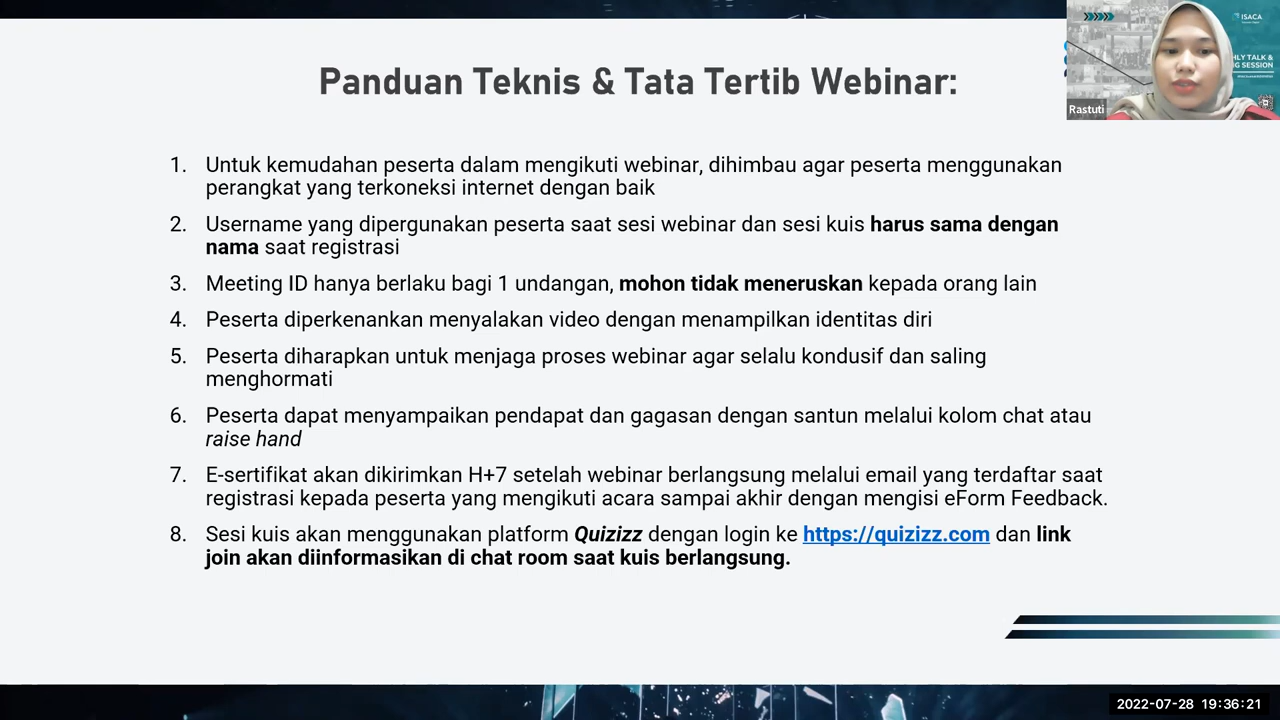 Panduan Teknis & Tata Tertib Webinar:
ISACA
HLY TALK &
G SESSION
Rastuti
1. Untuk kemudahan peserta dalam mengikuti webinar, dihimbau agar peserta menggunakan
perangkat yang terkoneksi internet dengan baik
2. Username yang dipergunakan peserta saat sesi webinar dan sesi kuis harus sama dengan
nama saat registrasi
3. Meeting ID hanya berlaku bagi 1 undangan, mohon tidak meneruskan kepada orang lain
4. Peserta diperkenankan menyalakan video dengan menampilkan identitas diri
5. Peserta diharapkan untuk menjaga proses webinar agar selalu kondusif dan saling
menghormati
6. Peserta dapat menyampaikan pendapat dan gagasan dengan santun melalui kolom chat atau
raise hand
7. E-sertifikat akan dikirimkan H+7 setelah webinar berlangsung melalui email yang terdaftar saat
registrasi kepada peserta yang mengikuti acara sampai akhir dengan mengisi eForm Feedback.
8. Sesi kuis akan menggunakan platform Quizizz dengan login ke https://quizizz.com dan link
join akan diinformasikan di chat room saat kuis berlangsung.
2022-07-28 19:36:21